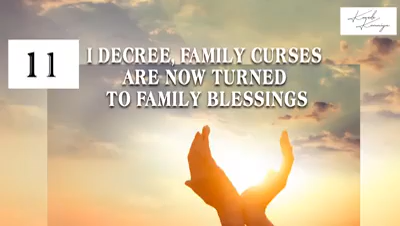 11
I DECREE, FAMILY CURSES
ARE NOW TURNED
TO FAMILY BLESSINGS